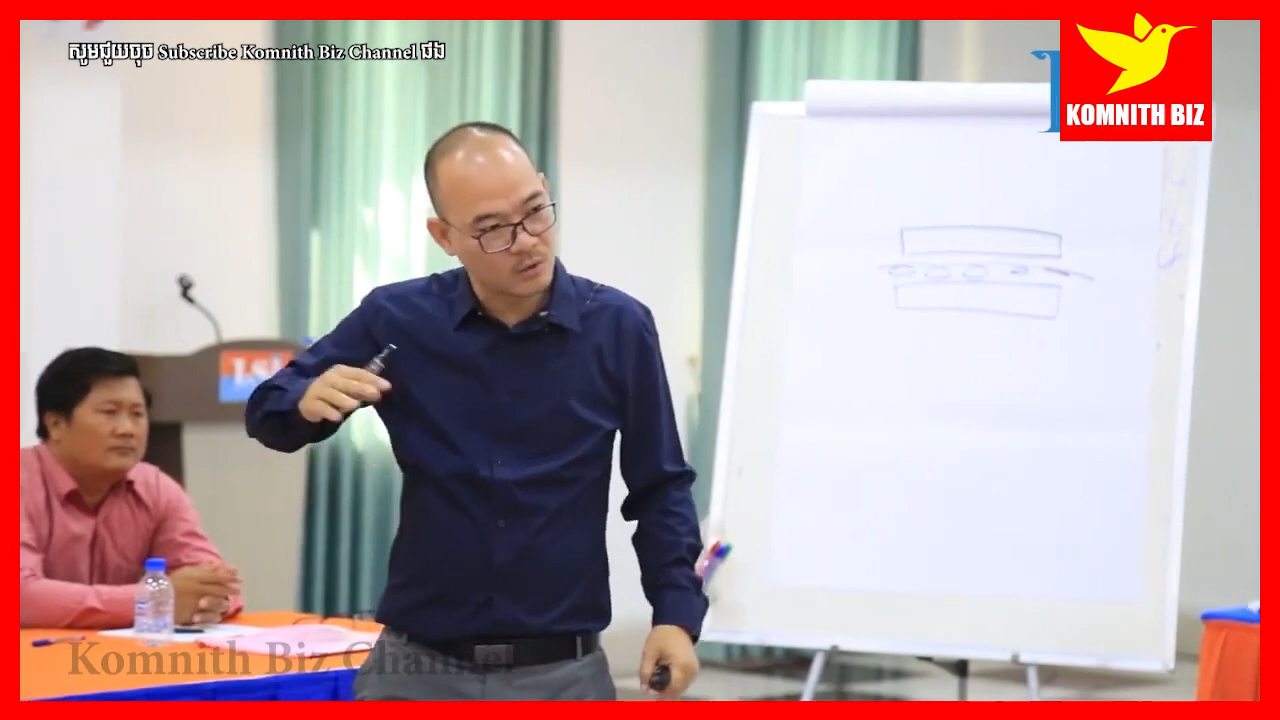 សូមជួយចុច Subscribe Komnith Biz Channel ផង
KOMNITH BIZ
Komnith Biz Channel